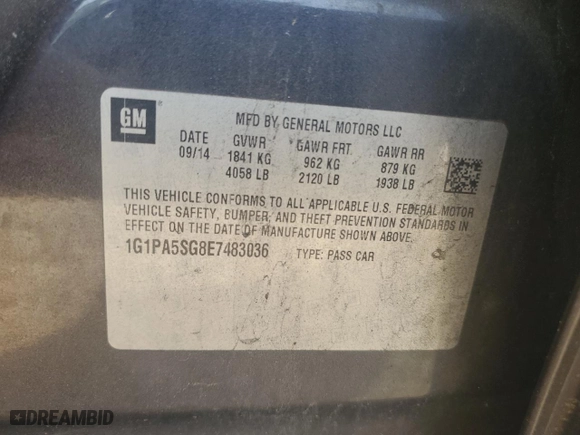 GM
MFD BY GENERAL MOTORS LLC
DATE GVWR GAWR FRT GAWR RR
09/14 1841 KG 962 KG 879 KG
4058 LB 2120 LB 1938 LB
THIS VEHICLE CONFORMS TO ALL APPLICABLE U.S. FEDERAL MOTOR
VEHICLE SAFETY, BUMPER, AND THEFT PREVENTION STANDARDS IN
EFFECT ON THE DATE OF MANUFACTURE SHOWN ABOVE.
1G1PA5SG8E7483036 TYPE: PASS CAR
DREAMBID